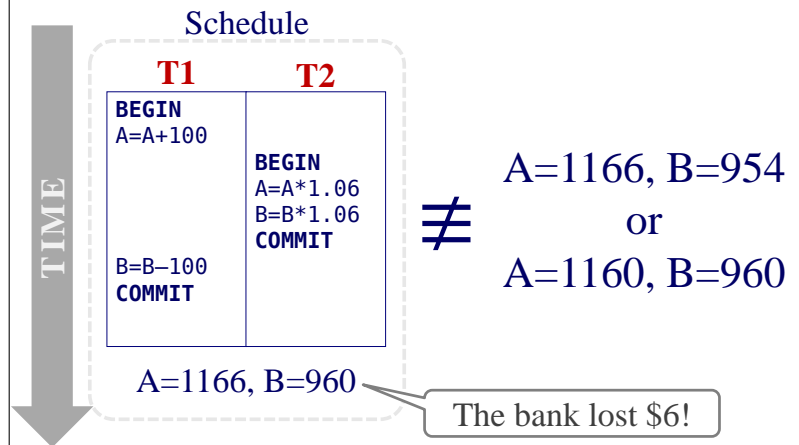 Schedule
TIME
T1
T2
BEGIN
A=A+100
BEGIN
A=A*1.06
B=B*1.06
COMMIT
B=B–100
COMMIT
A=1166, B=960
The bank lost $6!
≢
A=1166, B=954
or
A=1160, B=960